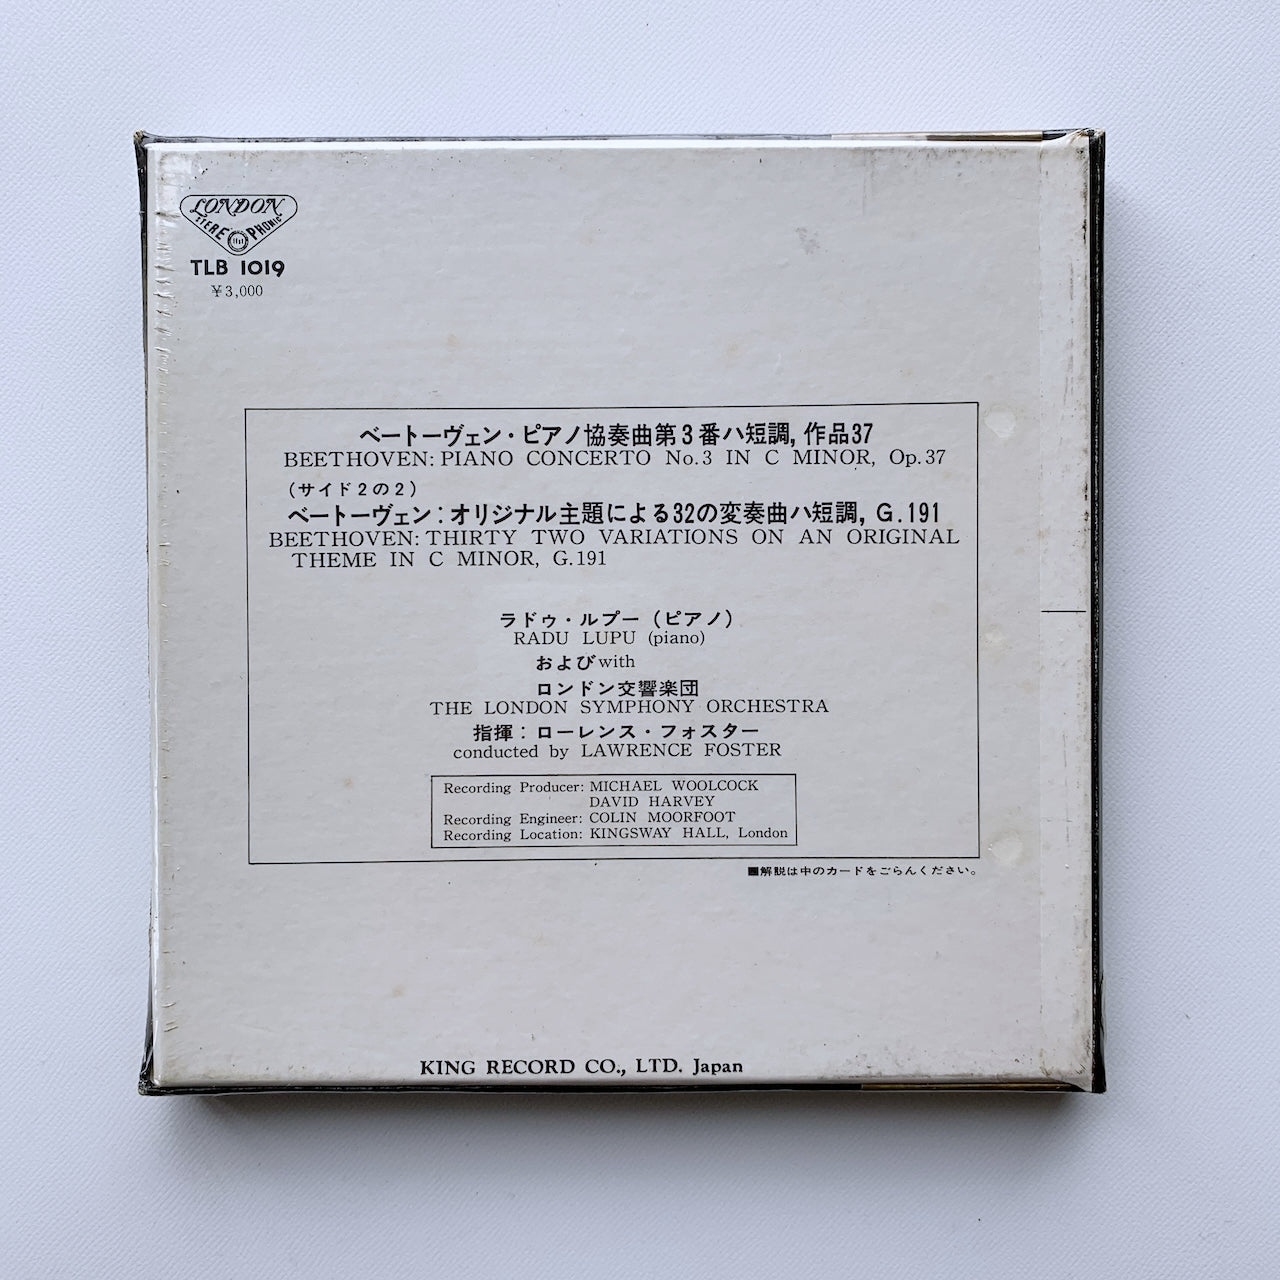 LONDON
STEREOPHONIC
TLB 1019
¥3,000
ベートーヴェン・ピアノ協奏曲第3番ハ短調, 作品37
BEETHOVEN: PIANO CONCERTO No. 3 IN C MINOR, Op. 37
(サイド2の2)
ベートーヴェン:オリジナル主題による32の変奏曲ハ短調, G.191
BEETHOVEN: THIRTY TWO VARIATIONS ON AN ORIGINAL
THEME IN C MINOR, G.191
ラドゥ・ルプー(ピアノ)
RADU LUPU (piano)
およびwith
ロンドン交響楽団
THE LONDON SYMPHONY ORCHESTRA
指揮:ローレンス・フォスター
conducted by LAWRENCE FOSTER
Recording Producer: MICHAEL WOOLCOCK
DAVID HARVEY
Recording Engineer: COLIN MOORFOOT
Recording Location: KINGSWAY HALL, London
■解説は中のカードをごらんください。
KING RECORD CO., LTD. Japan